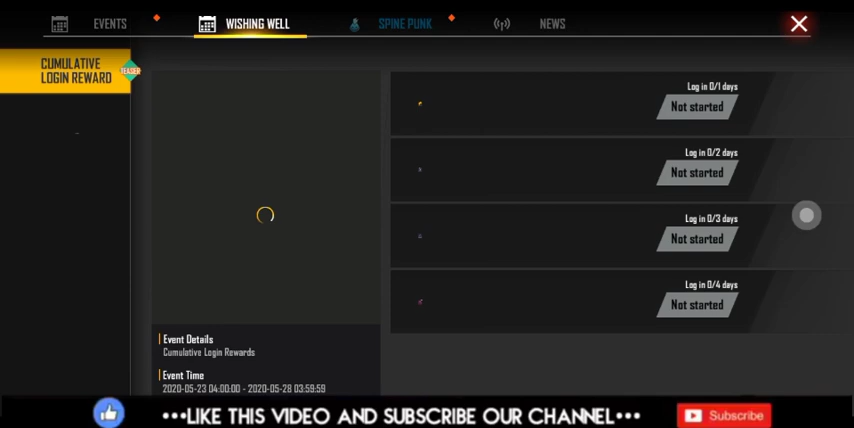 EVENTS
WISHING WELL
SPINE PUNK
NEWS
CUMULATIVE
LOGIN REWARD
TEASER
Log in 0/1 days
Not started
Log in 0/2 days
Not started
Log in 0/3 days
Not started
Log in 0/4 days
Not started
Event Details
Cumulative Login Rewards
Event Time
2020-05-23 04:00:00 - 2020-05-28 03:59:59
•••LIKE THIS VIDEO AND SUBSCRIBE OUR CHANNEL•••
Subscribe